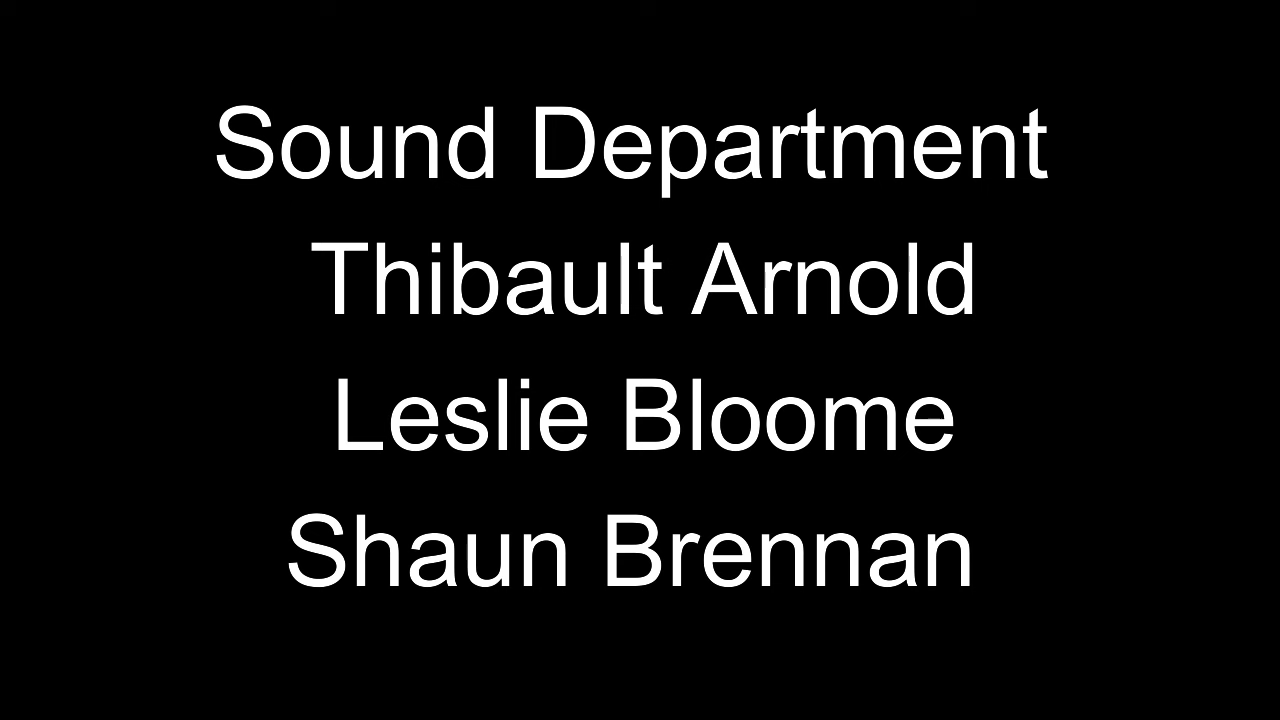 Sound Department
Thibault Arnold
Leslie Bloome
Shaun Brennan